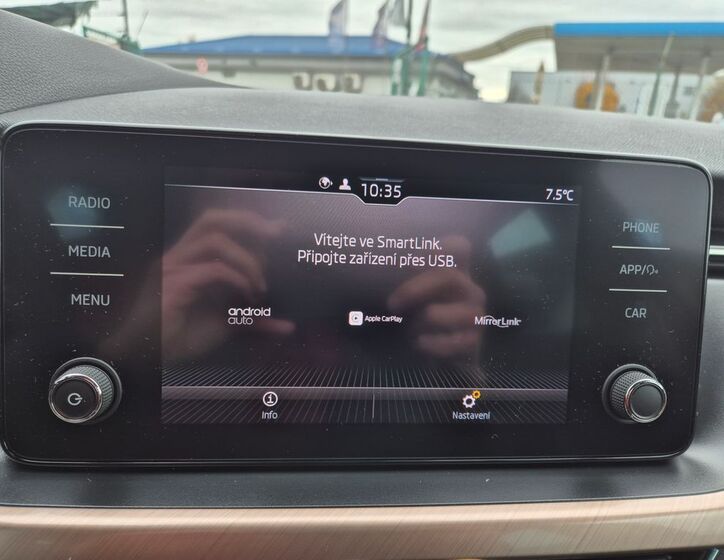 10:35
7.5°C
RADIO
MEDIA
MENU
Vítejte ve SmartLink.
Připojte zařízení přes USB.
android
auto
Apple CarPlay
MirrorLink
Info
Nastavení
PHONE
APP/
CAR